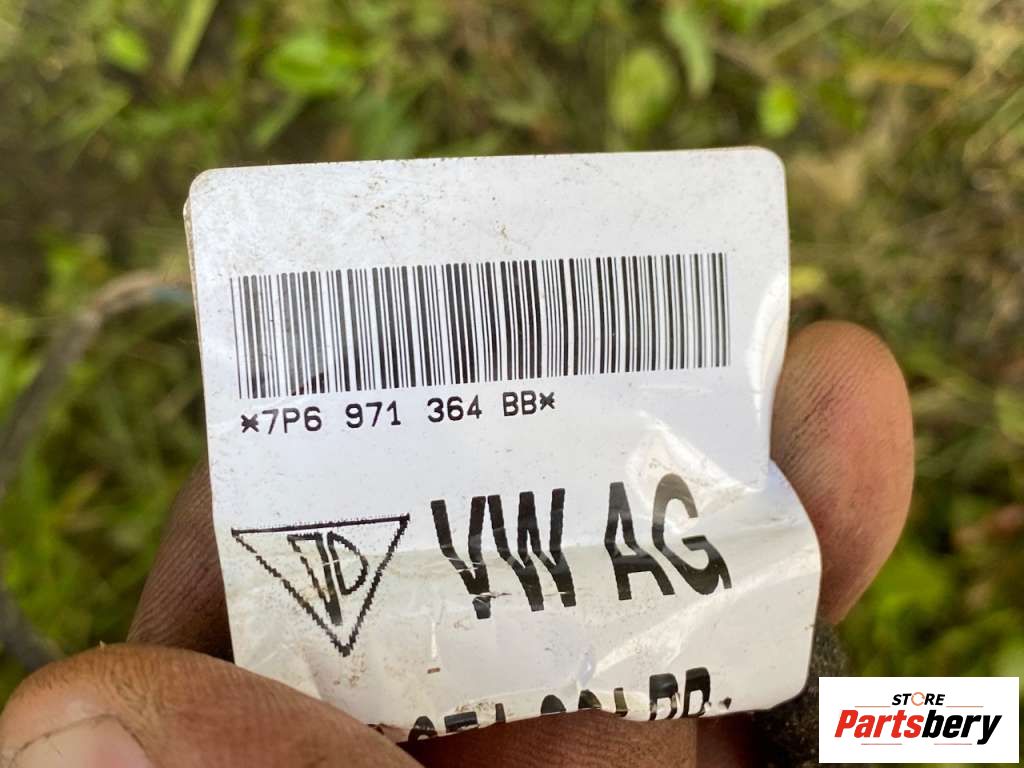 *7P6 971 364 BB*
VW AG
STORE
Partsbery